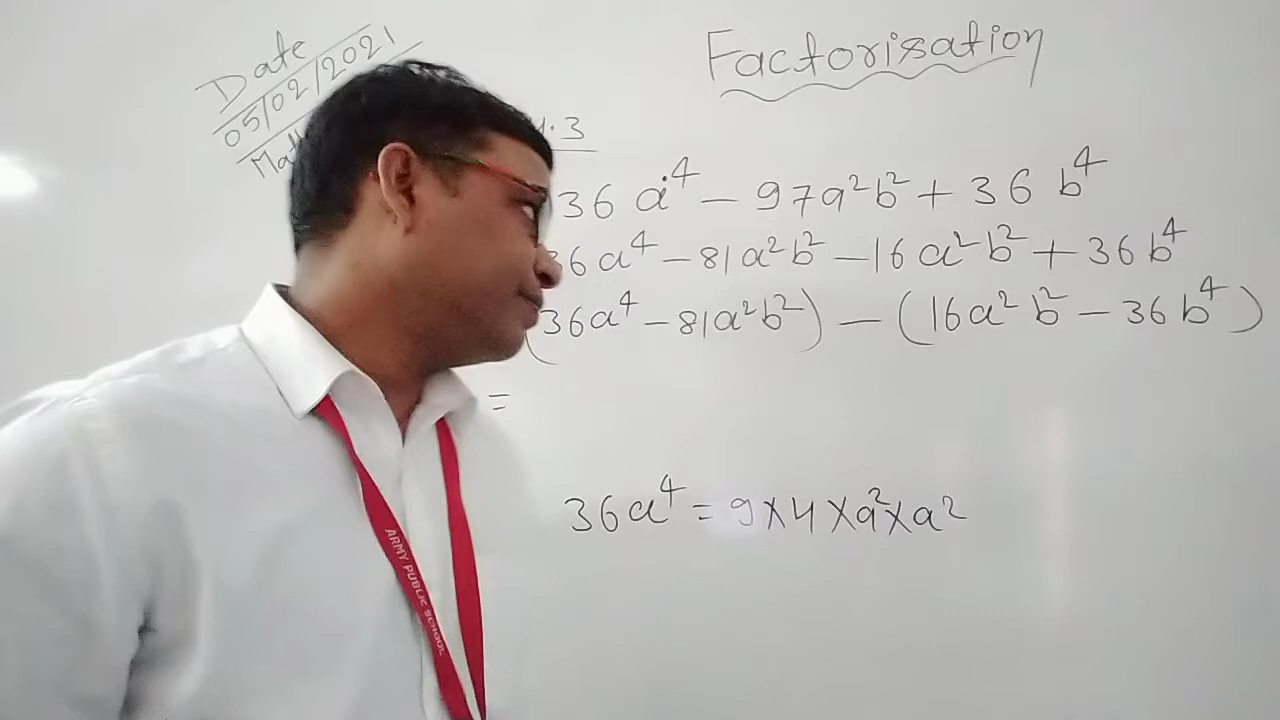 Date
05/02/2021
Factorisation
.3
36 a⁴ – 97a²b² + 36 b⁴
36a⁴ – 81a²b² – 16a²b² + 36b⁴
(36a⁴ – 81a²b²) – (16a²b² – 36b⁴)
=
36a⁴ = 9×4×a²×a²
ARMY PUBLIC SCHOOL